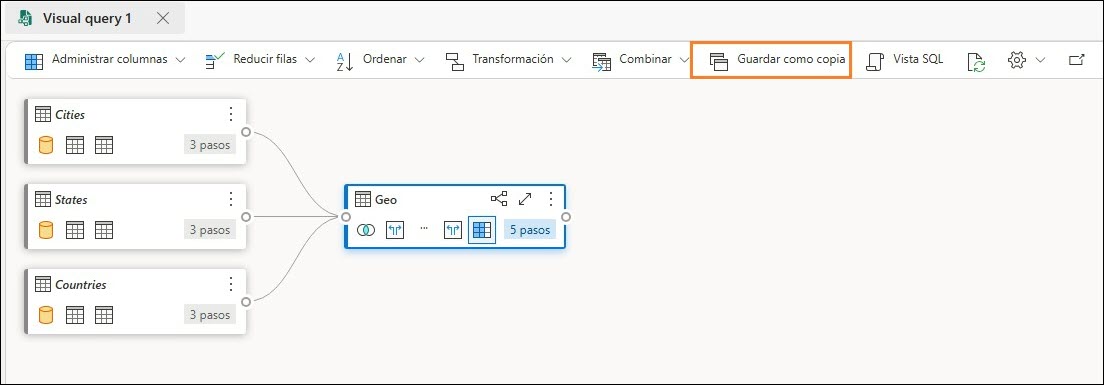 Visual query 1
Administrar columnas
Reducir filas
Ordenar
Transformación
Combinar
Guardar como copia
Vista SQL
Cities
3 pasos
States
3 pasos
Geo
5 pasos
Countries
3 pasos